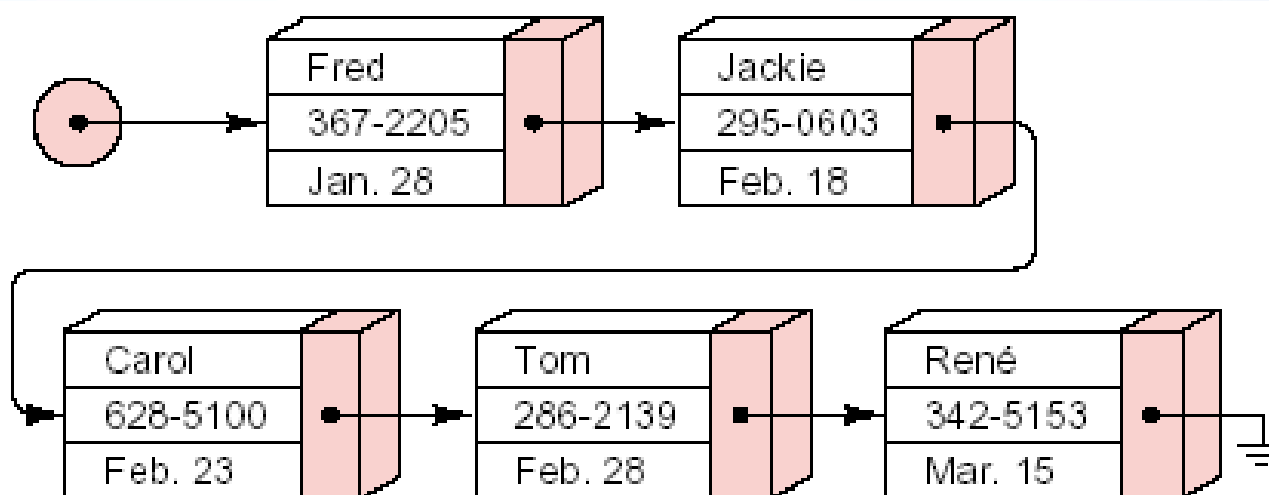 Fred
367-2205
Jan. 28
Jackie
295-0603
Feb. 18
Carol
628-5100
Feb. 23
Tom
286-2139
Feb. 28
René
342-5153
Mar. 15